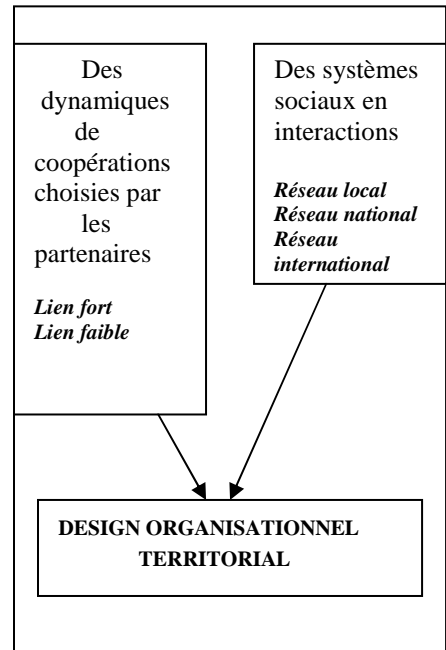 Des
dynamiques
de
coopérations
choisies par
les
partenaires
Lien fort
Lien faible
Des systèmes
sociaux en
interactions
Réseau local
Réseau national
Réseau
international
DESIGN ORGANISATIONNEL
TERRITORIAL